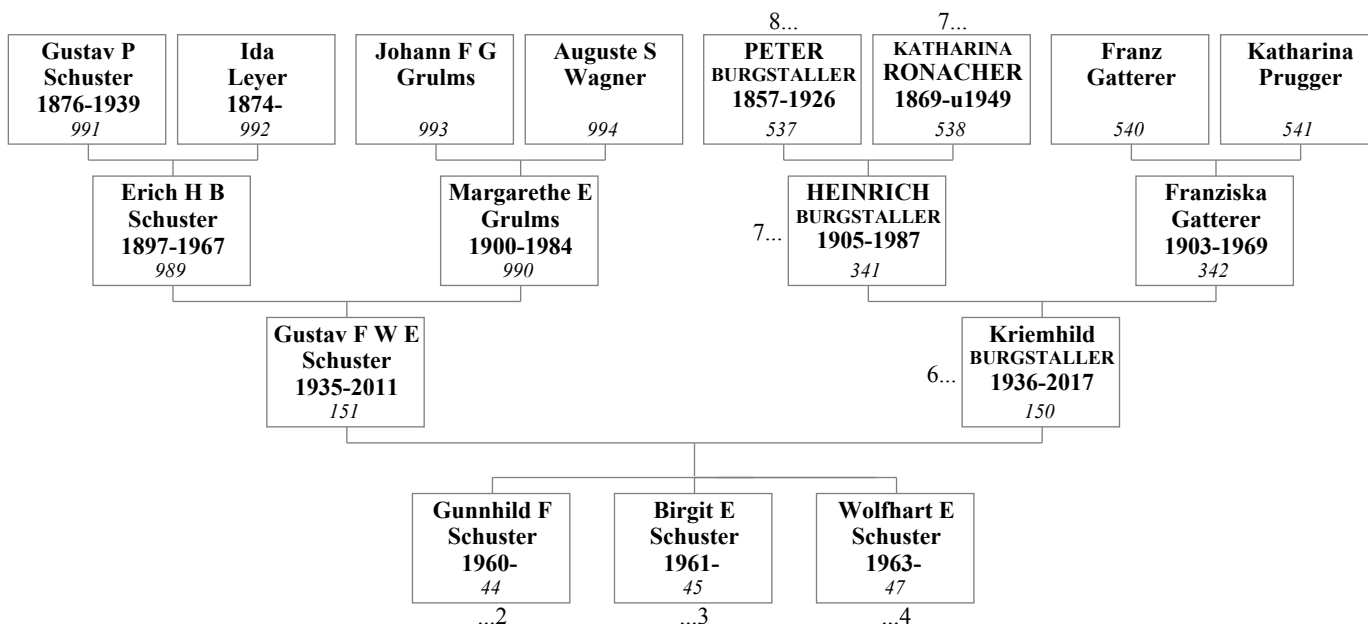 8...
7...
Gustav P
Schuster
1876-1939
991
Ida
Leyer
1874-
992
Johann F G
Grulms
993
Auguste S
Wagner
994
PETER
BURGSTALLER
1857-1926
537
KATHARINA
RONACHER
1869-u1949
538
Franz
Gatterer
540
Katharina
Prugger
541
Erich H B
Schuster
1897-1967
989
Margarethe E
Grulms
1900-1984
990
7...
HEINRICH
BURGSTALLER
1905-1987
341
Franziska
Gatterer
1903-1969
342
Gustav F W E
Schuster
1935-2011
151
6...
Kriemhild
BURGSTALLER
1936-2017
150
Gunnhild F
Schuster
1960-
44
...2
Birgit E
Schuster
1961-
45
...3
Wolfhart E
Schuster
1963-
47
...4